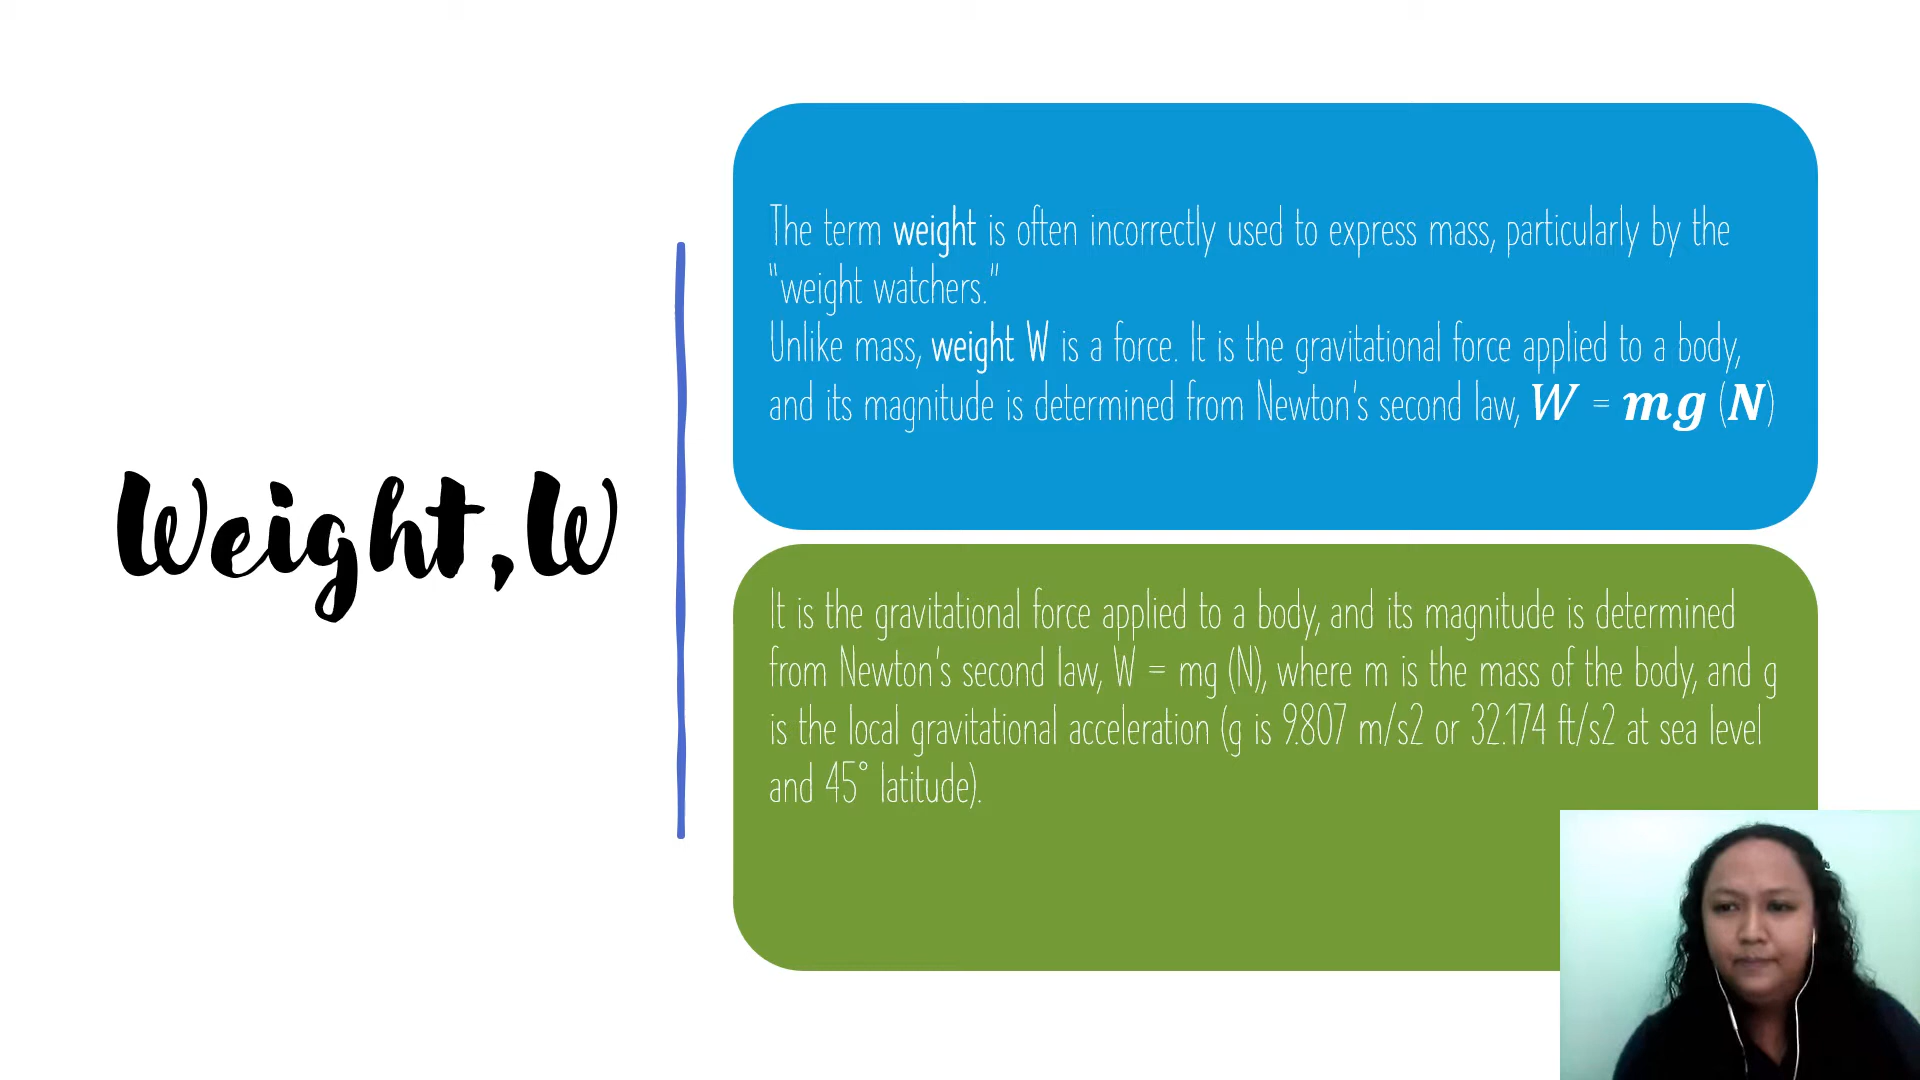 Weight,W
The term weight is often incorrectly used to express mass, particularly by the
“weight watchers.”
Unlike mass, weight W is a force. It is the gravitational force applied to a body,
and its magnitude is determined from Newton’s second law, W = mg (N)
It is the gravitational force applied to a body, and its magnitude is determined
from Newton’s second law, W = mg (N), where m is the mass of the body, and g
is the local gravitational acceleration (g is 9.807 m/s2 or 32.174 ft/s2 at sea level
and 45° latitude).